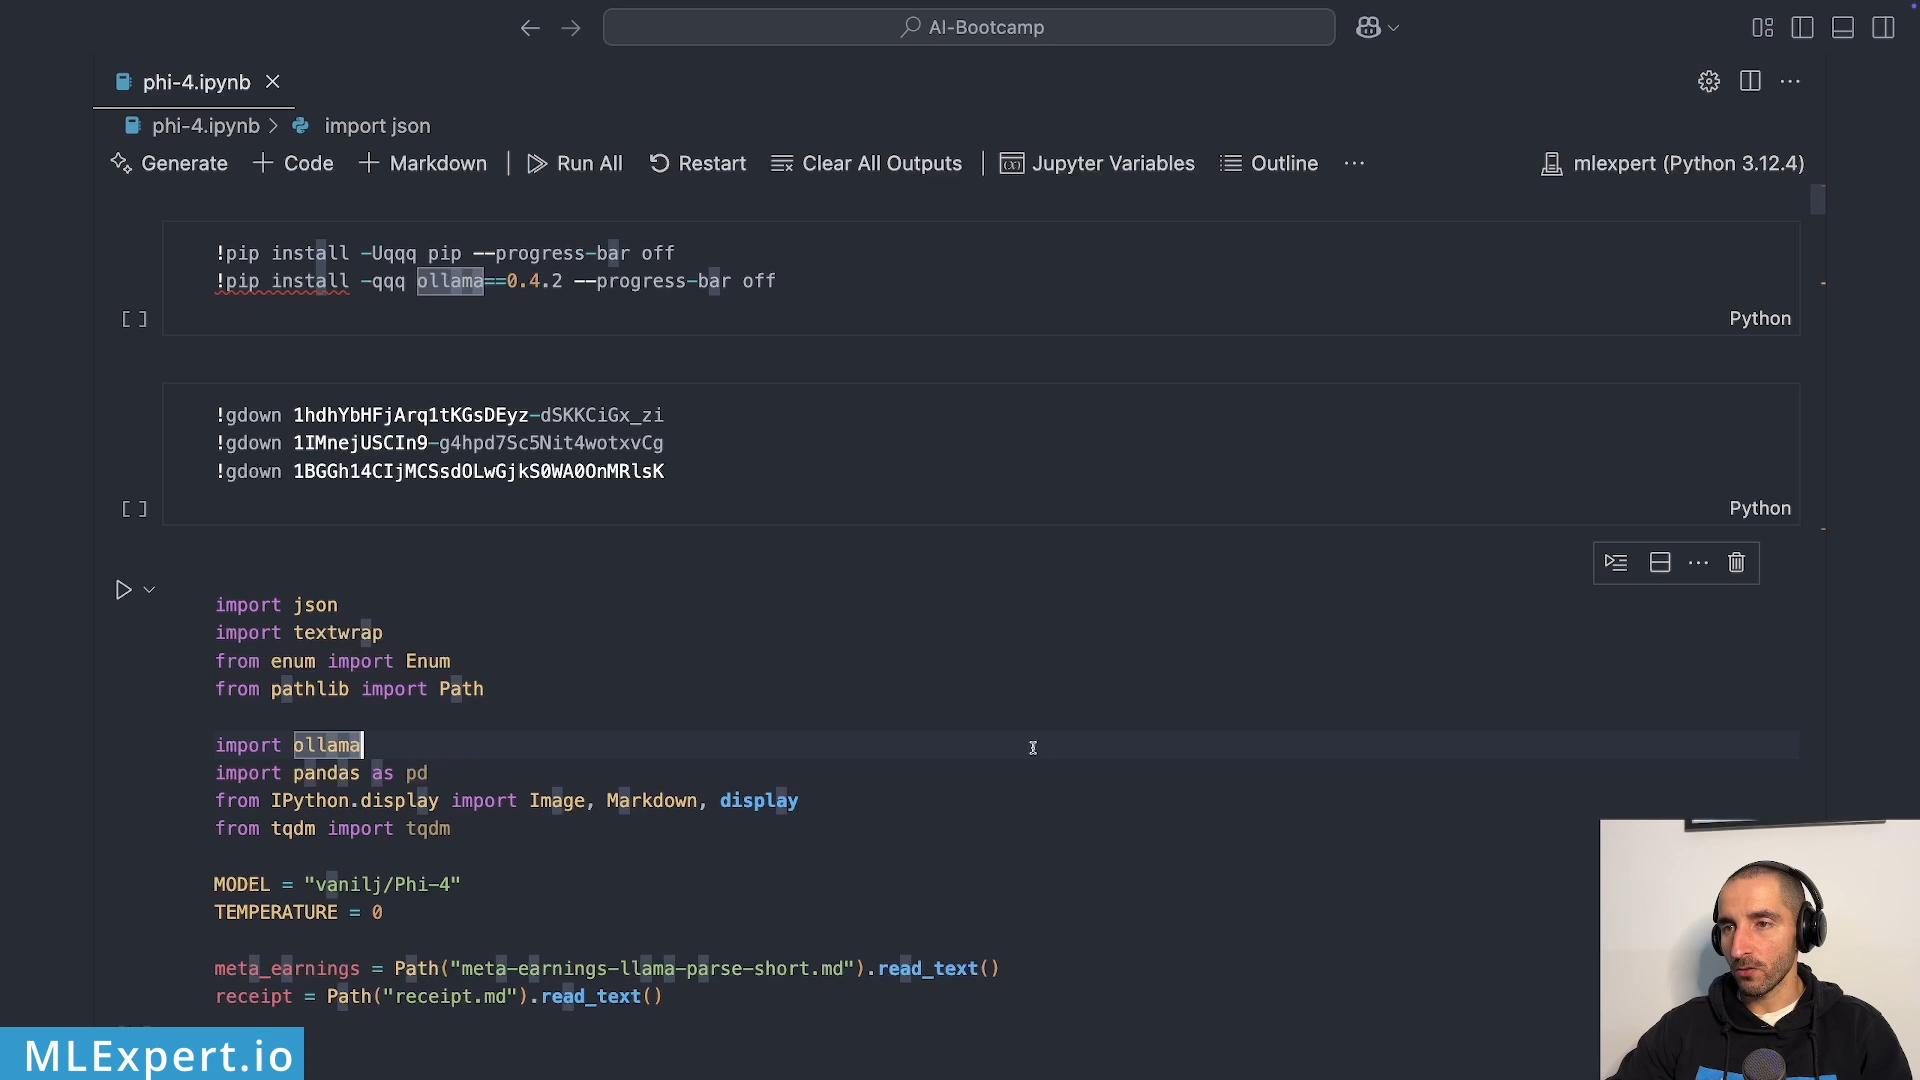 AI-Bootcamp
phi-4.ipynb
phi-4.ipynb > import json
Generate + Code + Markdown | Run All Restart Clear All Outputs | Jupyter Variables Outline ... mlexpert (Python 3.12.4)
!pip install -Uqqq pip --progress-bar off
!pip install -qqq ollama==0.4.2 --progress-bar off
[ ] Python
!gdown 1hdhYbHFjArq1tKGsDEyz-dSKKCiGx_zi
!gdown 1IMnejUSCIn9-g4hpd7Sc5Nit4wotxvCg
!gdown 1BGGh14CIjMCSsdOLwGjkS0WA0OnMRlsK
[ ] Python
import json
import textwrap
from enum import Enum
from pathlib import Path
import ollama
import pandas as pd
from IPython.display import Image, Markdown, display
from tqdm import tqdm
MODEL = "vanilj/Phi-4"
TEMPERATURE = 0
meta_earnings = Path("meta-earnings-llama-parse-short.md").read_text()
receipt = Path("receipt.md").read_text()
MLExpert.io